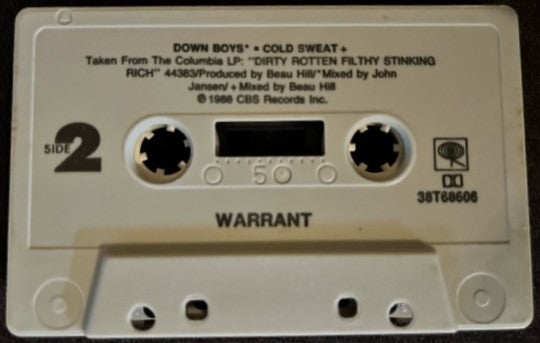 DOWN BOYS* • COLD SWEAT +
Taken From The Columbia LP: "DIRTY ROTTEN FILTHY STINKING
RICH" 44383/Produced by Beau Hill/*Mixed by John
Jansen/+Mixed by Beau Hill
℗ 1988 CBS Records Inc.
SIDE 2
50
38T68606
WARRANT